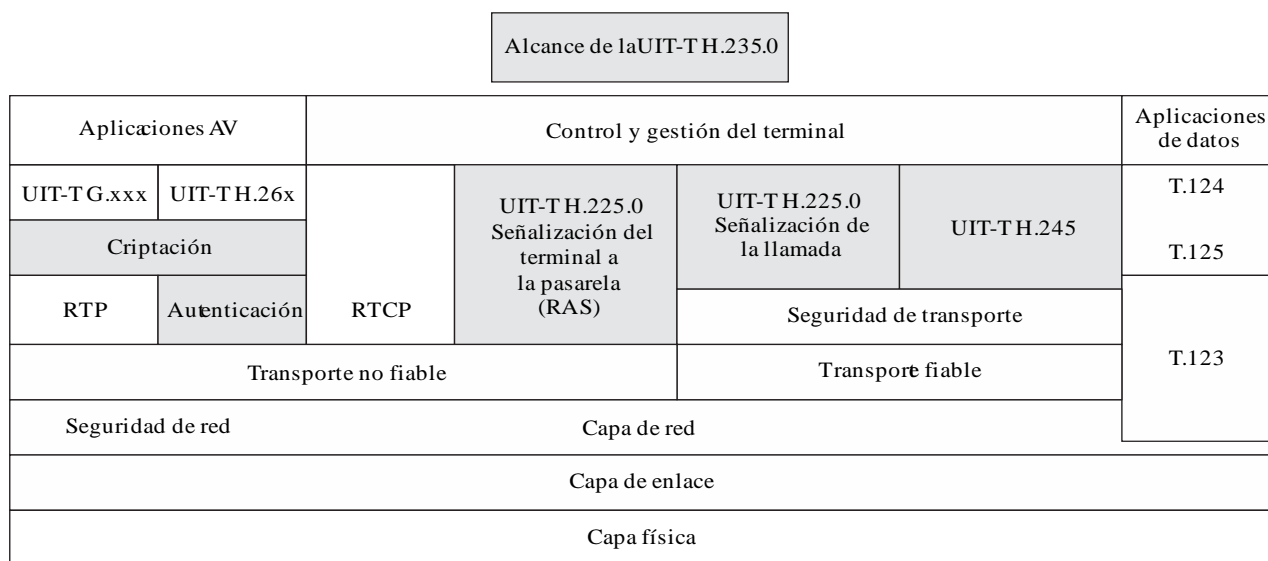 Alcance de laUIT-T H.235.0
Aplicaciones AV
Control y gestión del terminal
Aplicaciones
de datos
UIT-T G.xxx
UIT-T H.26x
Criptación
RTP
Autenticación
RTCP
UIT-T H.225.0
Señalización del
terminal a
la pasarela
(RAS)
UIT-T H.225.0
Señalización de
la llamada
UIT-T H.245
Seguridad de transporte
T.124
T.125
T.123
Transporte no fiable
Transporte fiable
Seguridad de red
Capa de red
Capa de enlace
Capa física